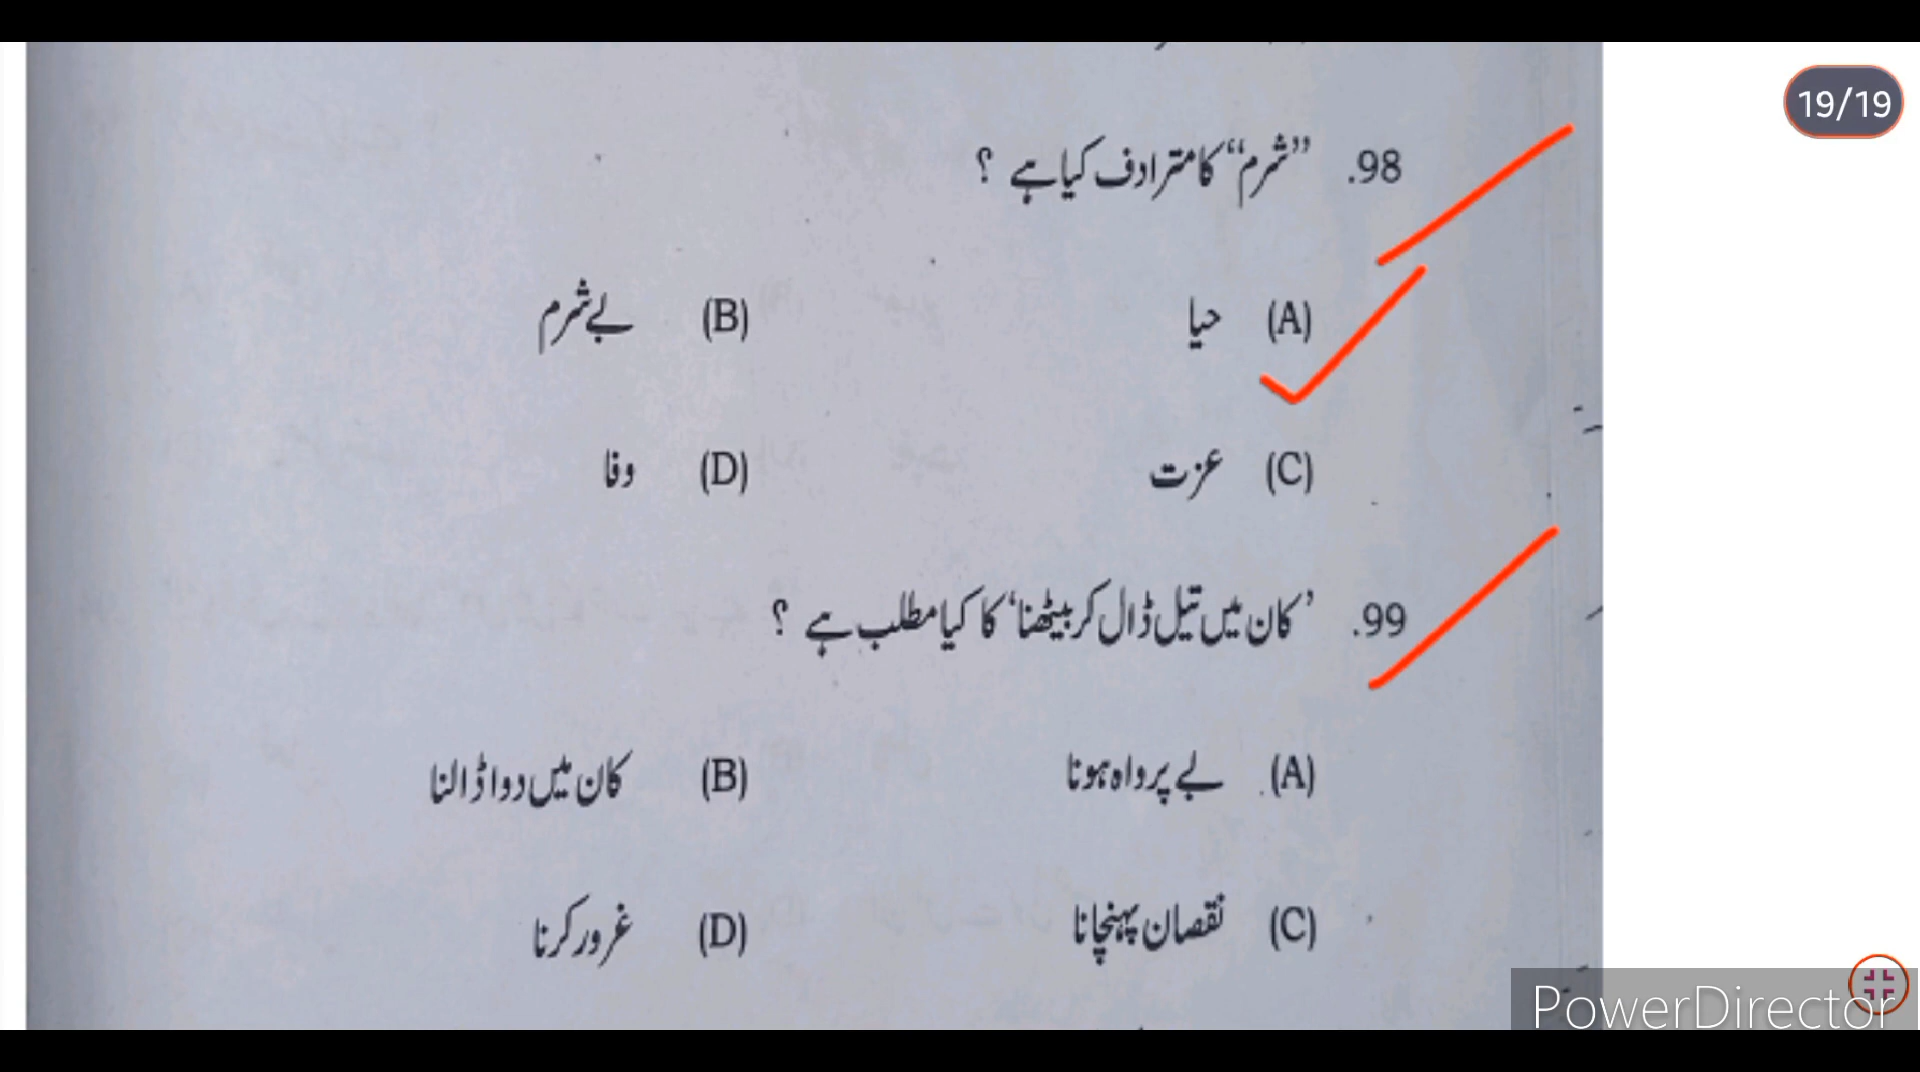 19/19
98. ”شرم“ کا مترادف کیا ہے ؟
(A) حیا (B) بے شرم
(C) عزت (D) وفا
99. ’کان میں تیل ڈال کر بیٹھنا‘ کا کیا مطلب ہے ؟
(A) بے پرواہ ہونا (B) کان میں دوا ڈالنا
(C) نقصان پہنچانا (D) غرور کرنا
PowerDirector